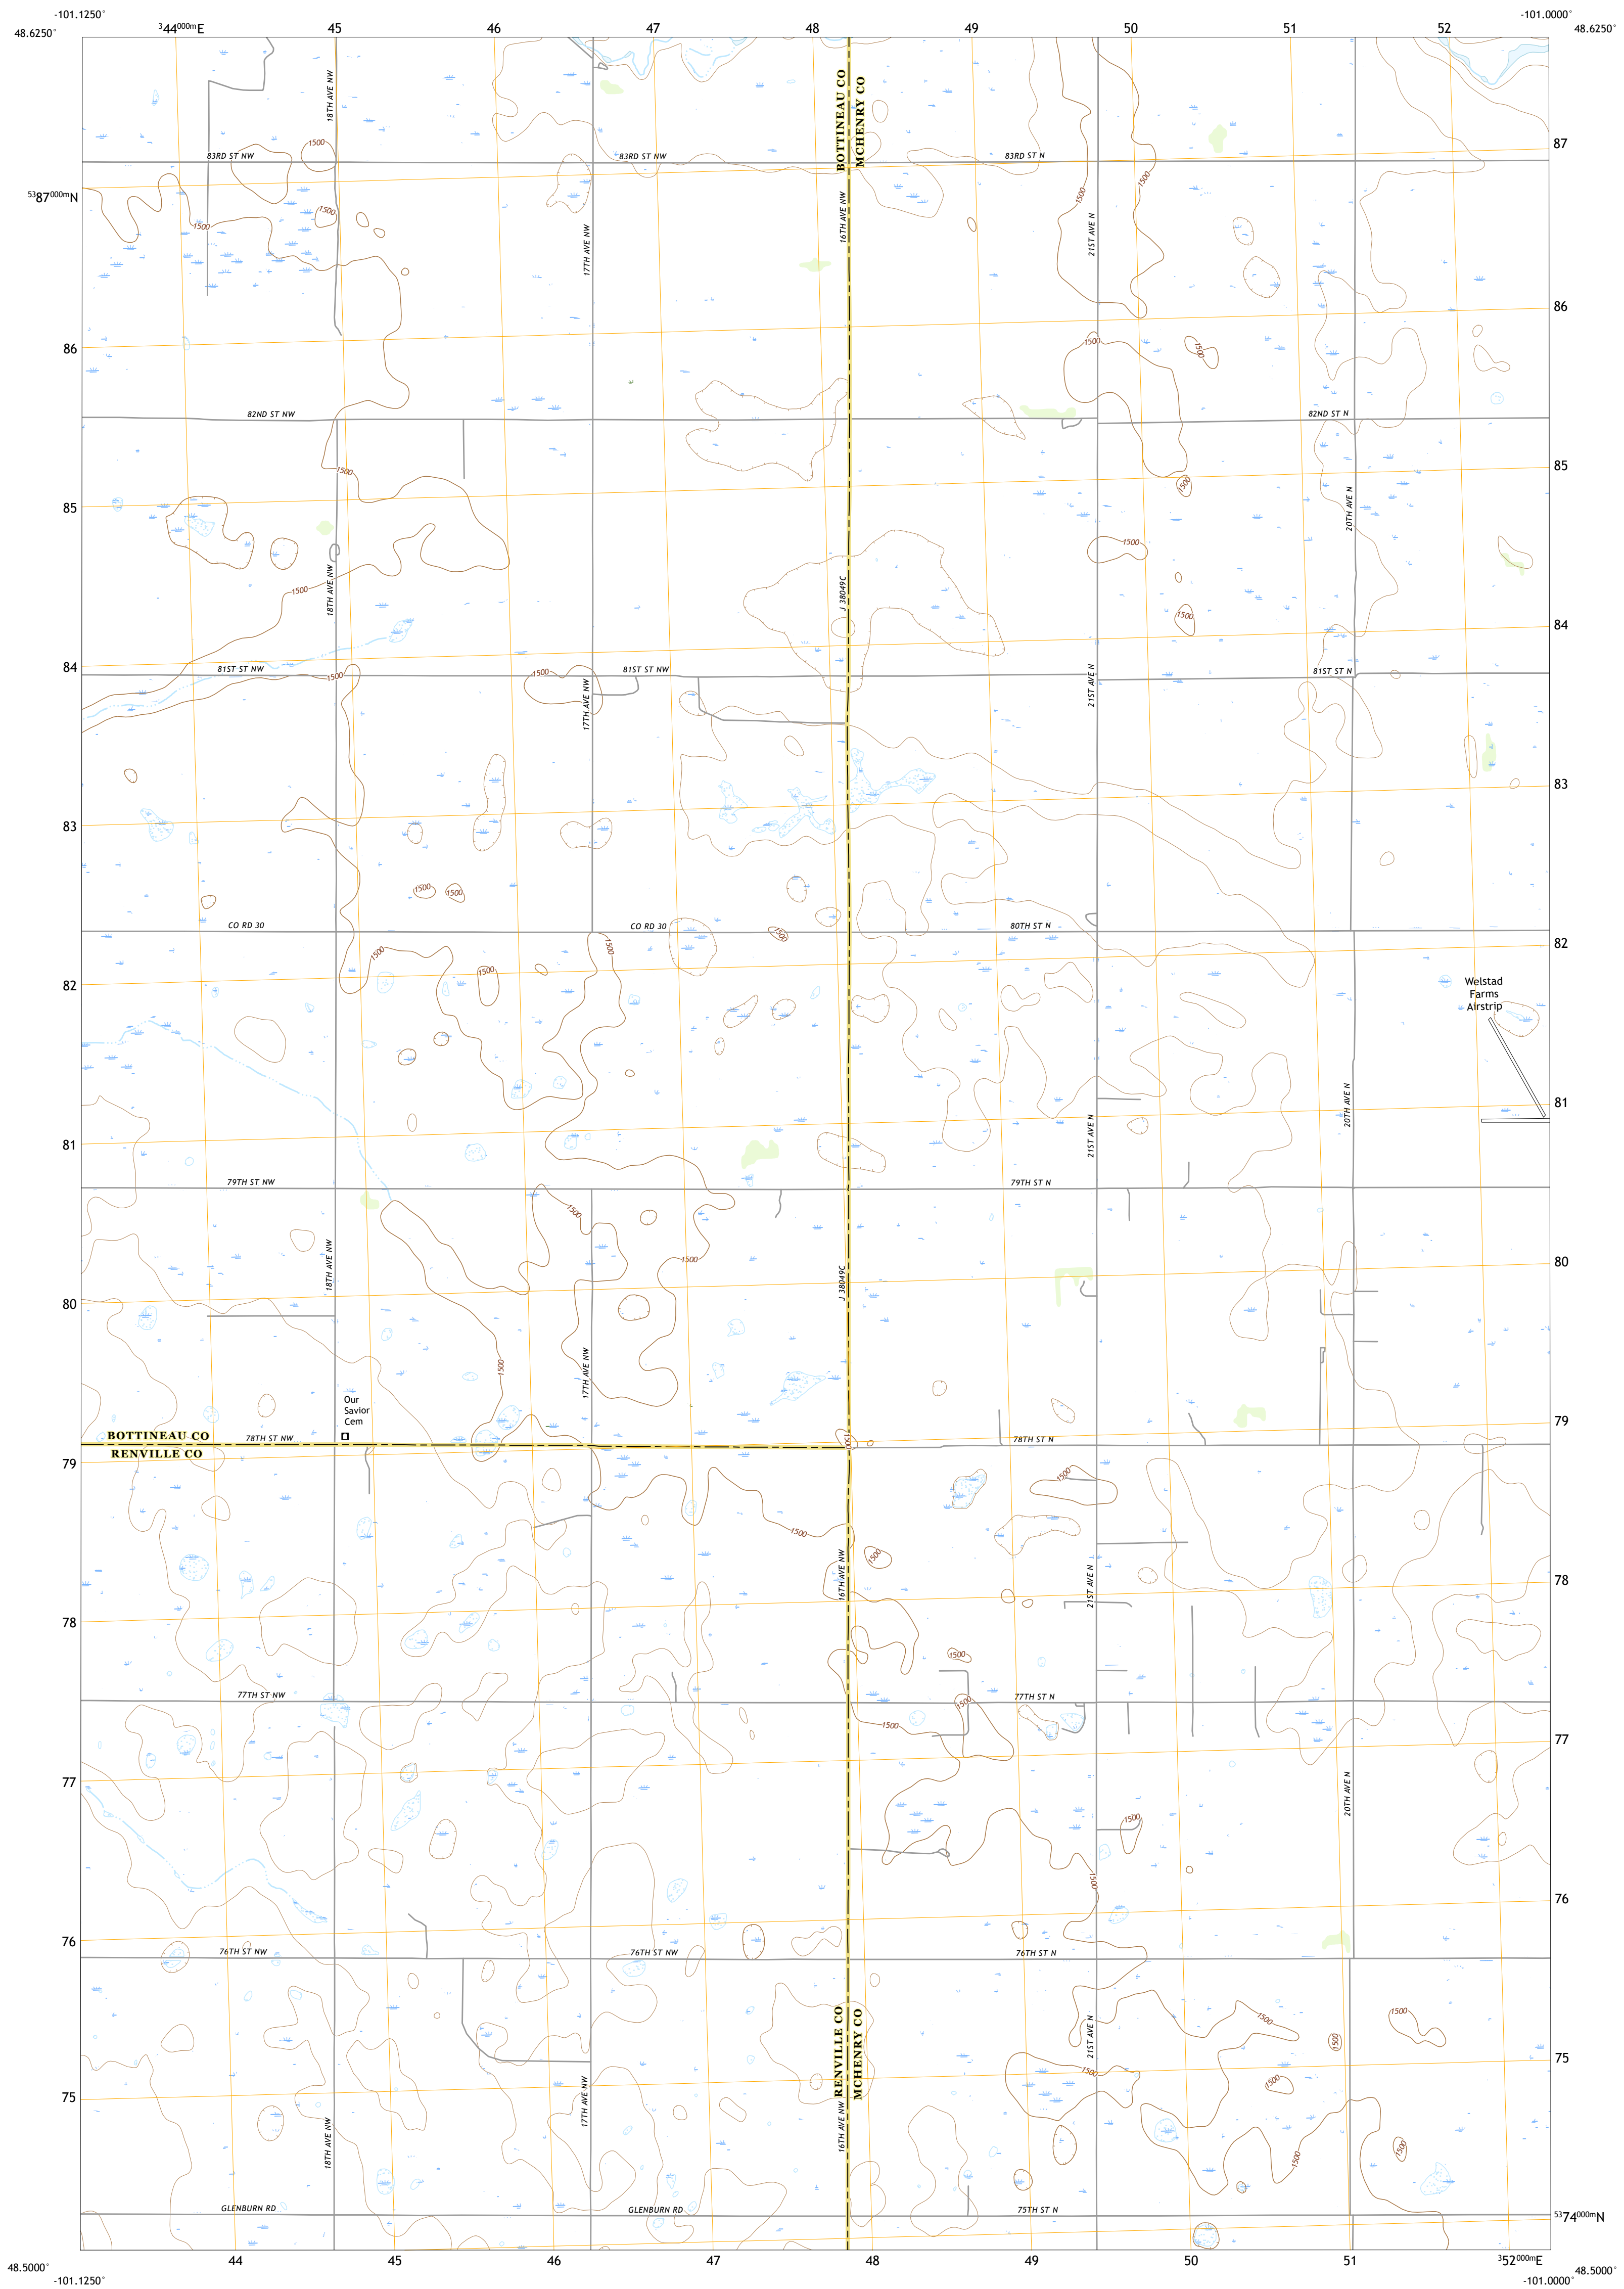 -101.1250°
-101.0000°
48.6250°
³44⁰⁰⁰ᵐE
45
46
47
48
49
50
51
52
48.6250°
18TH AVE NW
BOTTINEAU CO
MCHENRY CO
87
1500
83RD ST NW
83RD ST NW
83RD ST N
⁵³87⁰⁰⁰ᵐN
1500
1500
1500
1500
16TH AVE NW
17TH AVE NW
21ST AVE N
86
86
1500
1500
82ND ST NW
82ND ST N
1500
85
85
1500
20TH AVE N
1500
18TH AVE NW
1500
J 38049C
1500
84
84
81ST ST NW
1500
1500
81ST ST NW
81ST ST N
17TH AVE NW
21ST AVE N
83
83
1500
1500
CO RD 30
CO RD 30
1500
80TH ST N
82
1500
1500
1500
82
Welstad
Farms
Airstrip
81
81
21ST AVE N
20TH AVE N
79TH ST NW
79TH ST N
1500
1500
18TH AVE NW
J 38049C
80
80
1500
17TH AVE NW
Our
Savior
Cem
79
BOTTINEAU CO
78TH ST NW
1500
78TH ST N
RENVILLE CO
79
1500
1500
1500
16TH AVE NW
21ST AVE N
78
78
1500
77TH ST NW
77TH ST N
1500
1500
77
77
20TH AVE N
1500
1500
76
76
76TH ST NW
76TH ST NW
76TH ST N
RENVILLE CO
MCHENRY CO
1500
1500
1500
21ST AVE N
75
1500
1500
75
17TH AVE NW
16TH AVE NW
18TH AVE NW
1500
1500
GLENBURN RD
GLENBURN RD
75TH ST N
⁵³74⁰⁰⁰ᵐN
44
45
46
47
48
49
50
51
³52⁰⁰⁰ᵐE
48.5000°
48.5000°
-101.1250°
-101.0000°